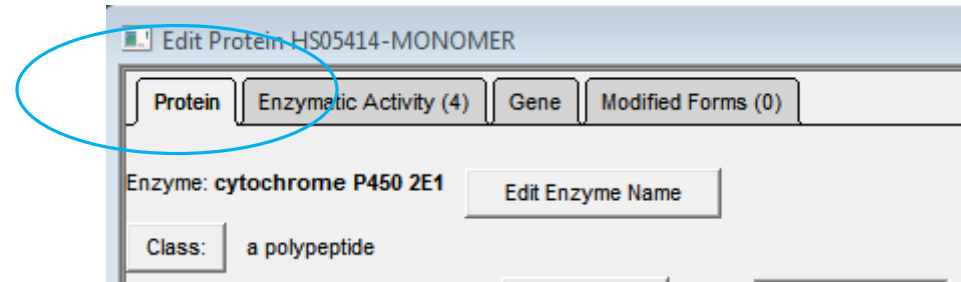 Edit Protein HS05414-MONOMER
Protein Enzymatic Activity (4) Gene Modified Forms (0)
Enzyme: cytochrome P450 2E1 Edit Enzyme Name
Class: a polypeptide